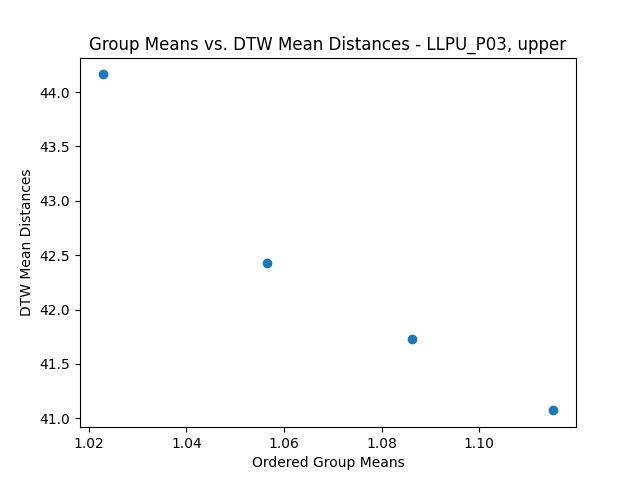 Group Means vs. DTW Mean Distances - LLPU_P03, upper
44.0
43.5
43.0
42.5
42.0
41.5
41.0
DTW Mean Distances
1.02 1.04 1.06 1.08 1.10
Ordered Group Means